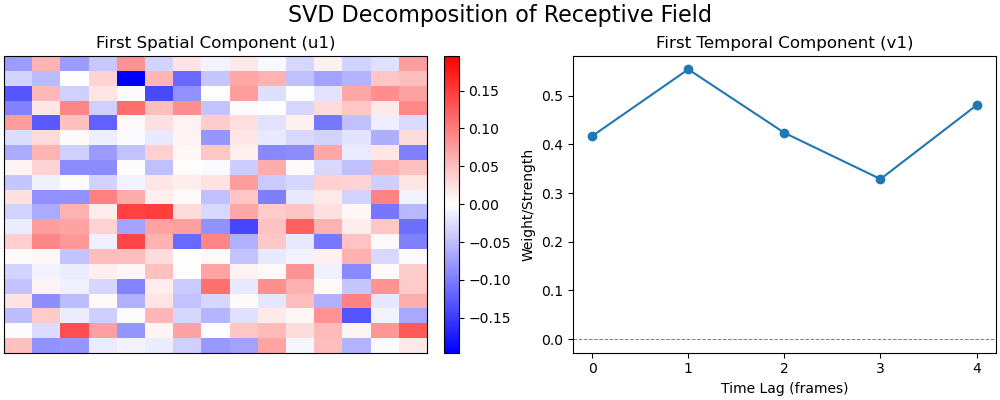 SVD Decomposition of Receptive Field
First Spatial Component (u1)
0.15
0.10
0.05
0.00
−0.05
−0.10
−0.15
First Temporal Component (v1)
Weight/Strength
0.5
0.4
0.3
0.2
0.1
0.0
0 1 2 3 4
Time Lag (frames)